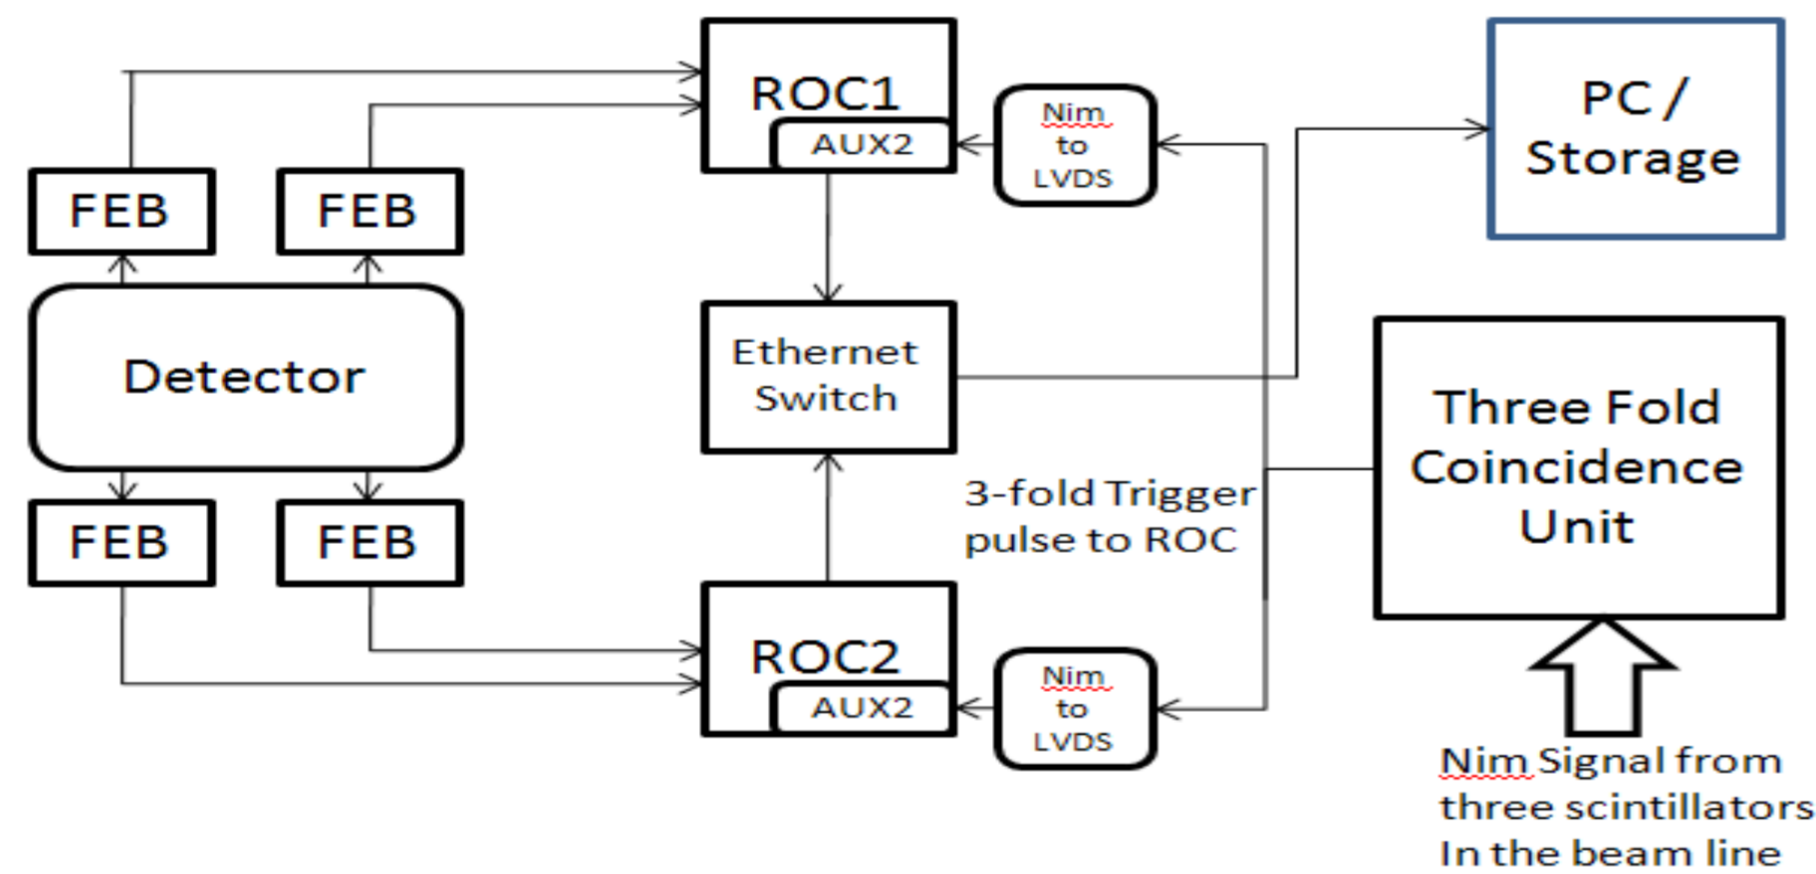 ROC1
AUX2
Nim
to
LVDS
PC /
Storage
FEB
FEB
Detector
Ethernet
Switch
Three Fold
Coincidence
Unit
3-fold Trigger
pulse to ROC
FEB
FEB
ROC2
AUX2
Nim
to
LVDS
Nim Signal from
three scintillators
In the beam line